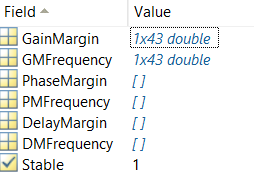 Field Value
GainMargin 1x43 double
GMFrequency 1x43 double
PhaseMargin []
PMFrequency []
DelayMargin []
DMFrequency []
Stable 1